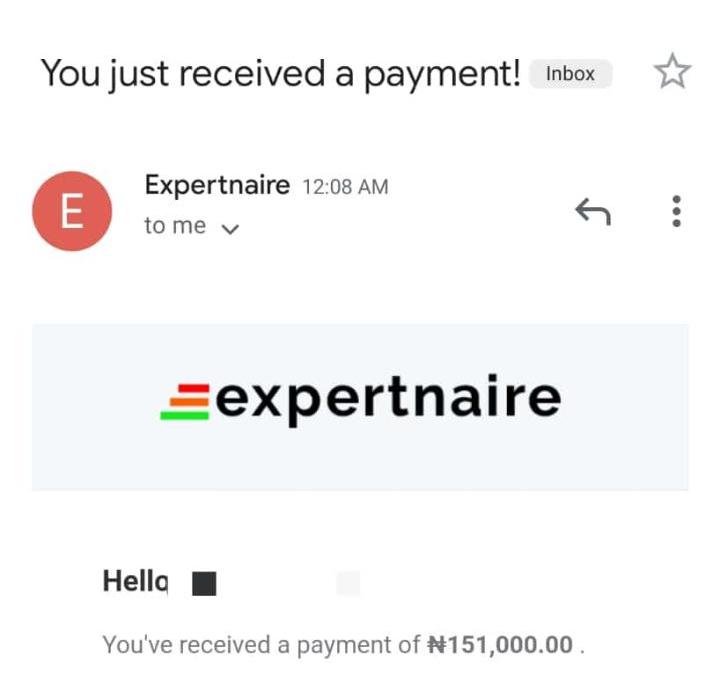 You just received a payment! Inbox
E
Expertnaire 12:08 AM
to me
expertnaire
Hello
You've received a payment of ₦151,000.00 .